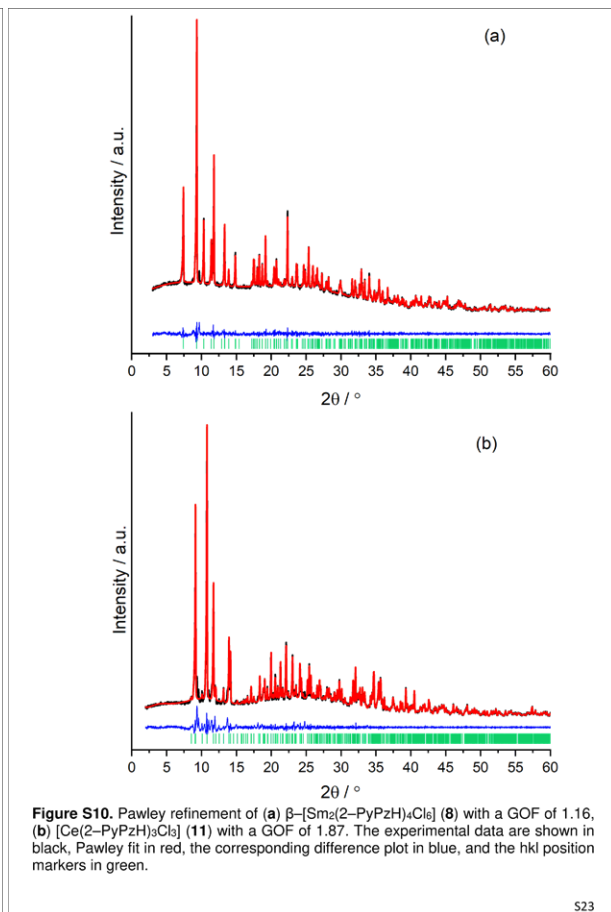 (a)
Intensity / a.u.
0 5 10 15 20 25 30 35 40 45 50 55 60
2θ / °
(b)
Intensity / a.u.
0 5 10 15 20 25 30 35 40 45 50 55 60
2θ / °
Figure S10. Pawley refinement of (a) β–[Sm₂(2–PyPzH)₄Cl₆] (8) with a GOF of 1.16,
(b) [Ce(2–PyPzH)₃Cl₃] (11) with a GOF of 1.87. The experimental data are shown in
black, Pawley fit in red, the corresponding difference plot in blue, and the hkl position
markers in green.
S23